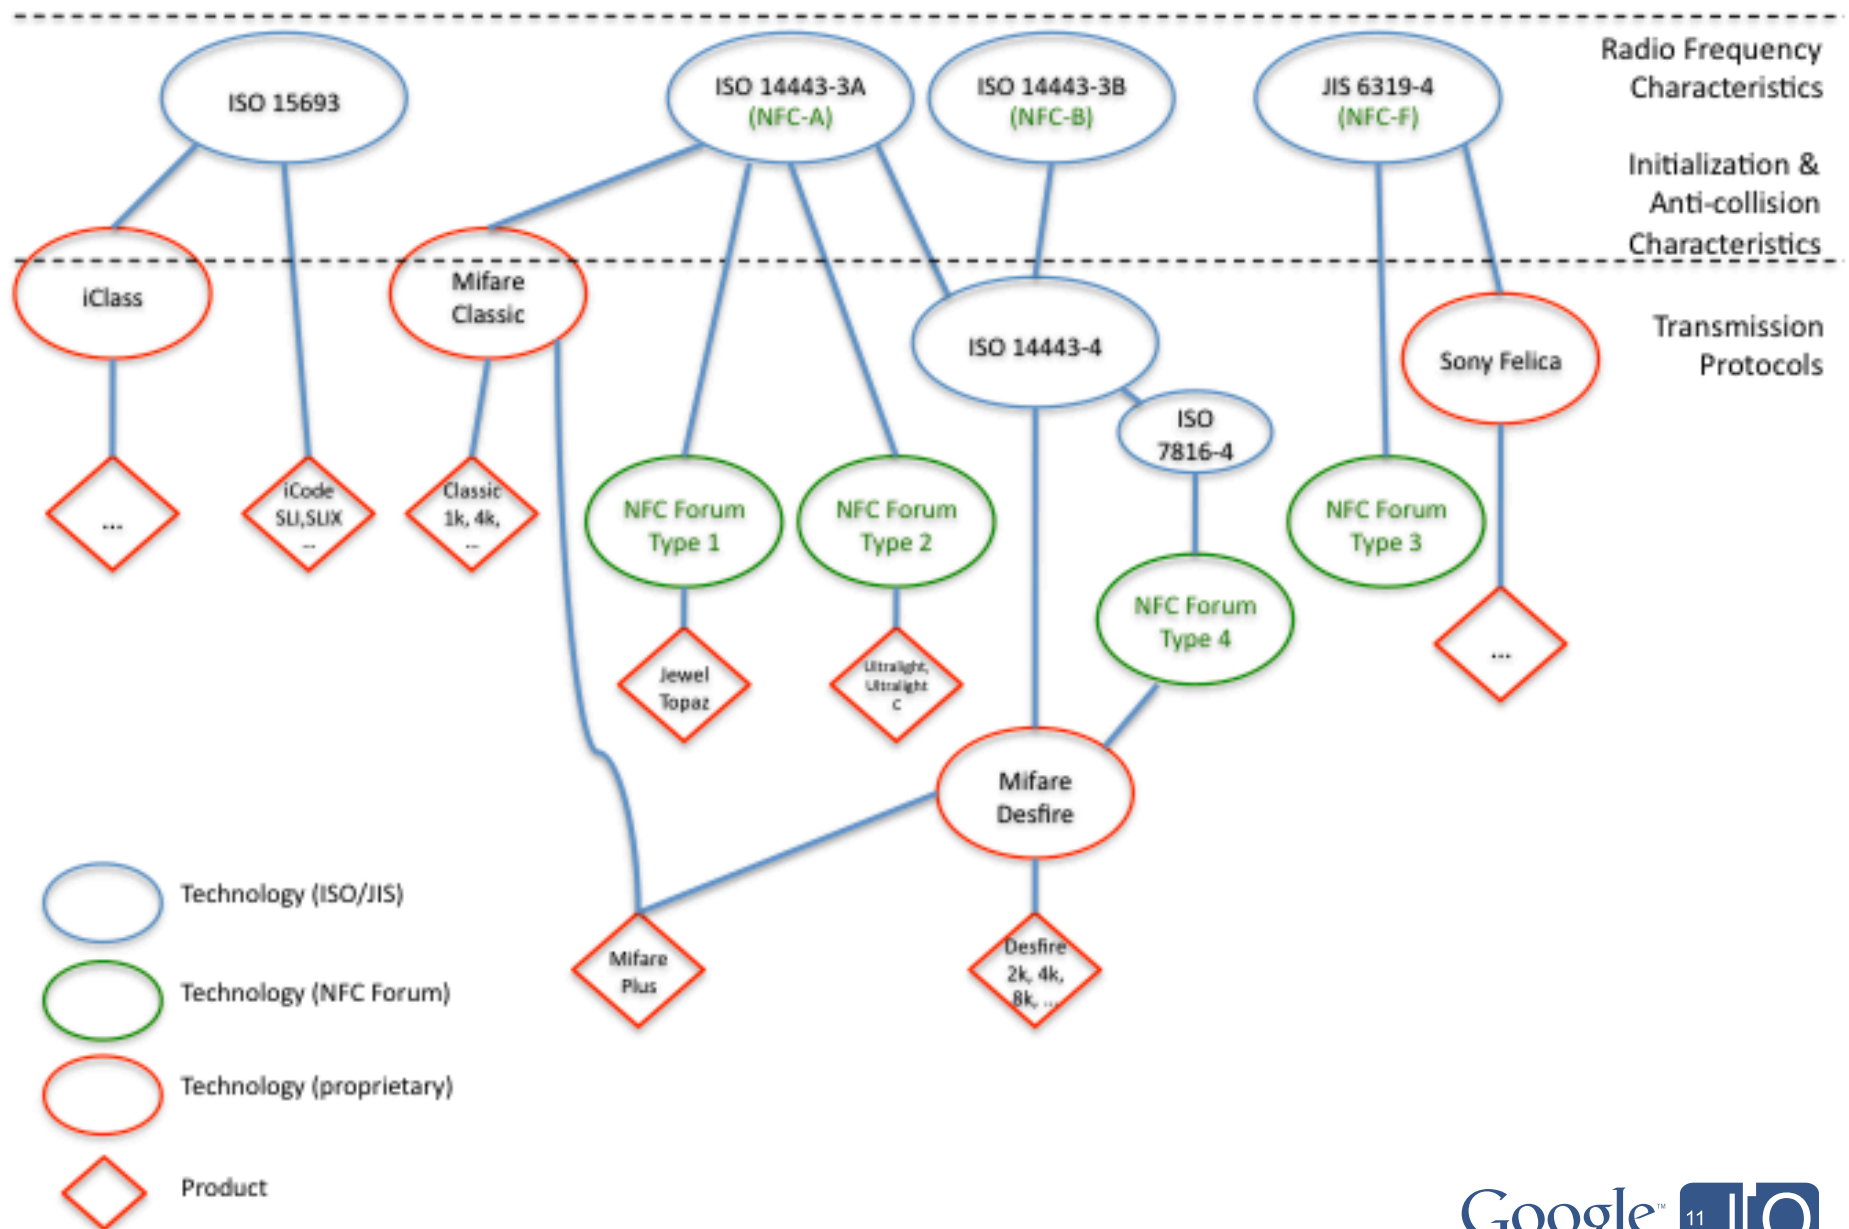 Radio Frequency
Characteristics
ISO 15693
ISO 14443-3A
(NFC-A)
ISO 14443-3B
(NFC-B)
JIS 6319-4
(NFC-F)
Initialization &
Anti-collision
Characteristics
iClass
Mifare
Classic
ISO 14443-4
Sony Felica
Transmission
Protocols
ISO
7816-4
...
iCode
SLI,SLIX
...
Classic
1k, 4k,
...
NFC Forum
Type 1
NFC Forum
Type 2
NFC Forum
Type 3
NFC Forum
Type 4
Jewel
Topaz
Ultralight,
Ultralight
C
...
Mifare
Desfire
Technology (ISO/JIS)
Mifare
Plus
Desfire
2k, 4k,
8k, ...
Technology (NFC Forum)
Technology (proprietary)
Product
Google™ 11 IO